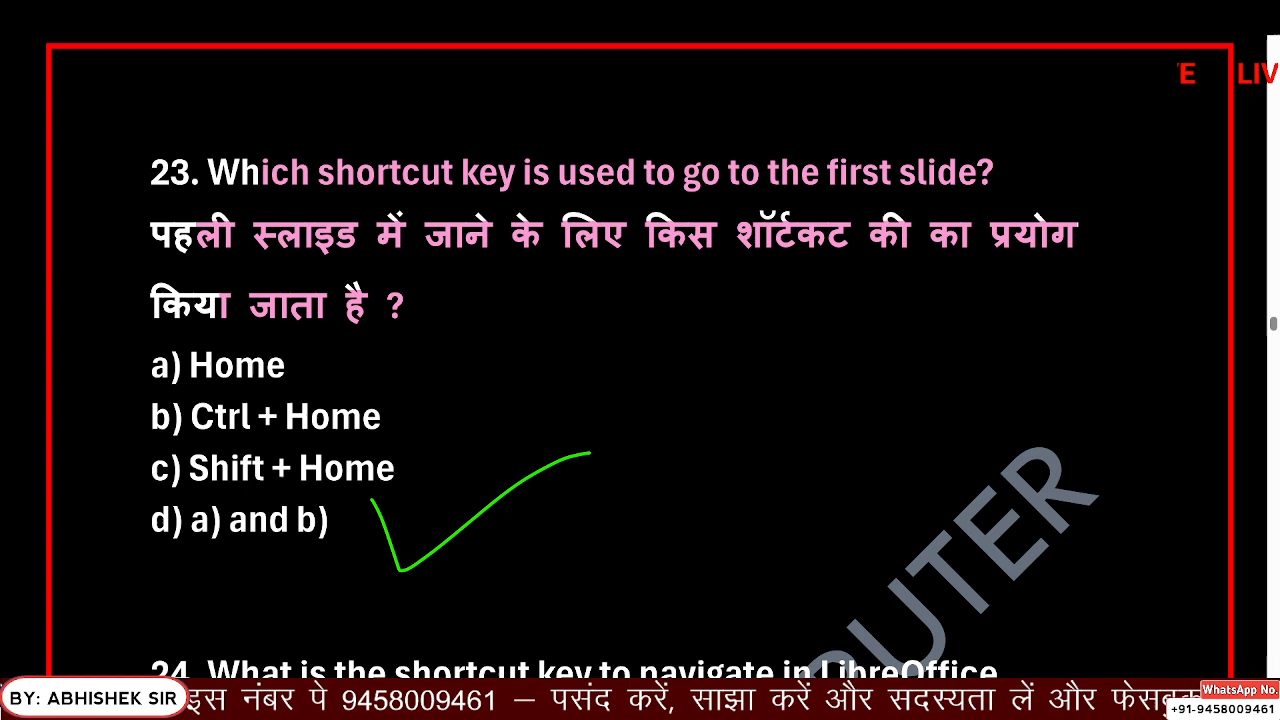 E LIV
23. Which shortcut key is used to go to the first slide?
पहली स्लाइड में जाने के लिए किस शॉर्टकट की का प्रयोग
किया जाता है ?
a) Home
b) Ctrl + Home
c) Shift + Home
d) a) and b)
PUTER
24. What is the shortcut key to navigate in LibreOffice
BY: ABHISHEK SIR
इस नंबर पे 9458009461 – पसंद करें, साझा करें और सदस्यता लें और
WhatsApp No.
+91-9458009461